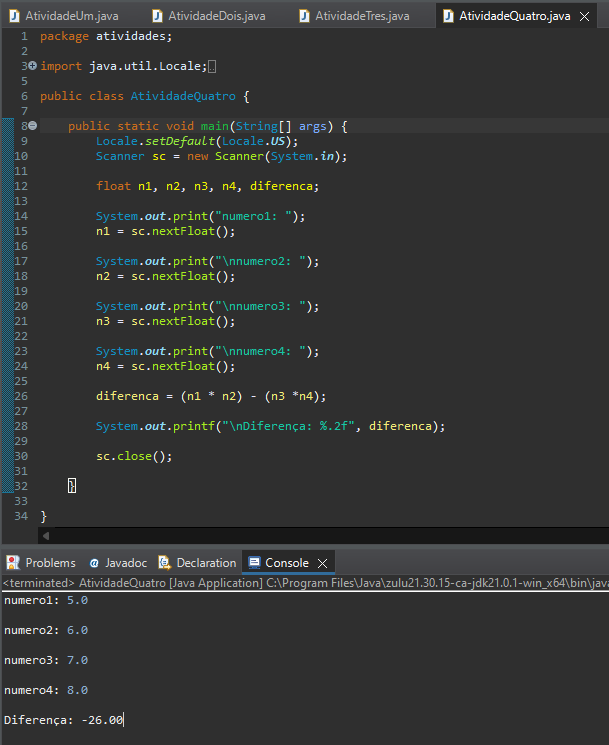 AtividadeUm.java AtividadeDois.java AtividadeTres.java AtividadeQuatro.java
1 package atividades;
2
3 import java.util.Locale;
5
6 public class AtividadeQuatro {
7
8 public static void main(String[] args) {
9 Locale.setDefault(Locale.US);
10 Scanner sc = new Scanner(System.in);
11
12 float n1, n2, n3, n4, diferenca;
13
14 System.out.print("numero1: ");
15 n1 = sc.nextFloat();
16
17 System.out.print("\nnumero2: ");
18 n2 = sc.nextFloat();
19
20 System.out.print("\nnumero3: ");
21 n3 = sc.nextFloat();
22
23 System.out.print("\nnumero4: ");
24 n4 = sc.nextFloat();
25
26 diferenca = (n1 * n2) - (n3 *n4);
27
28 System.out.printf("\nDiferença: %.2f", diferenca);
29
30 sc.close();
31
32 }
33
34 }
Problems Javadoc Declaration Console
<terminated> AtividadeQuatro [Java Application] C:\Program Files\Java\zulu21.30.15-ca-jdk21.0.1-win_x64\bin\java
numero1: 5.0
numero2: 6.0
numero3: 7.0
numero4: 8.0
Diferença: -26.00